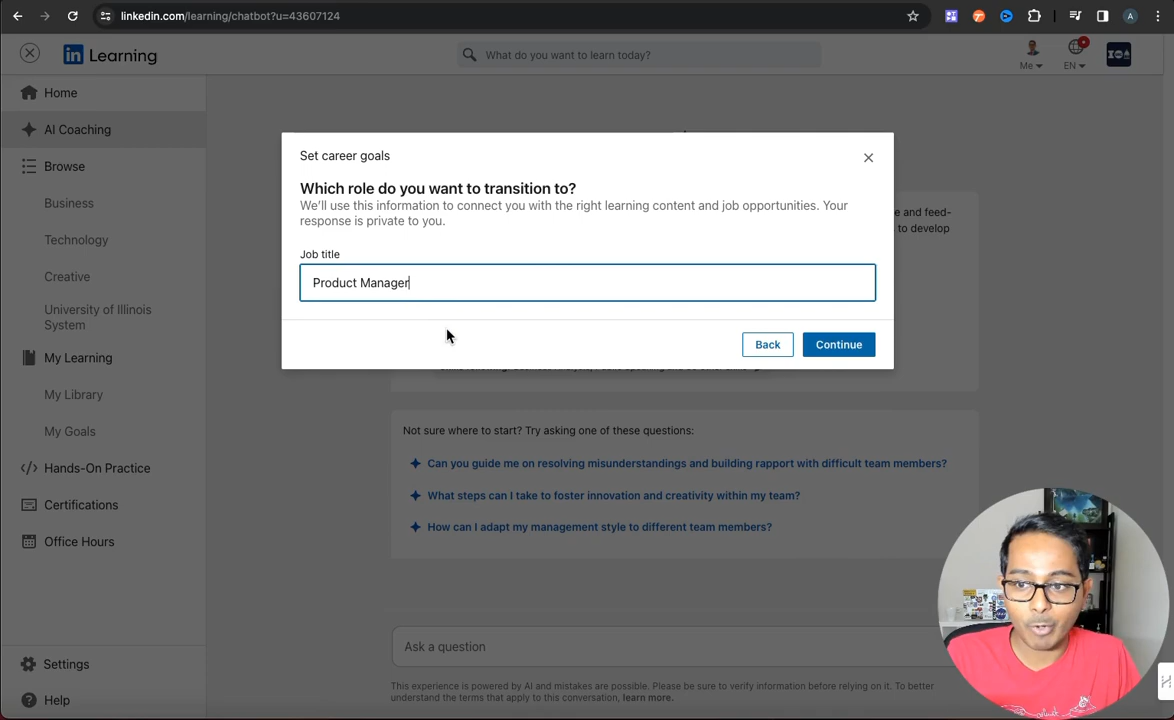 linkedin.com/learning/chatbot?u=43607124
A
in Learning
What do you want to learn today?
Me
EN
Home
AI Coaching
Browse
Business
Technology
Creative
University of Illinois
System
My Learning
My Library
My Goals
Hands-On Practice
Certifications
Office Hours
Settings
Help
Set career goals
Which role do you want to transition to?
We'll use this information to connect you with the right learning content and job opportunities. Your
response is private to you.
Job title
Product Manager
Back
Continue
e and feed-
to develop
Not sure where to start? Try asking one of these questions:
Can you guide me on resolving misunderstandings and building rapport with difficult team members?
What steps can I take to foster innovation and creativity within my team?
How can I adapt my management style to different team members?
Ask a question
This experience is powered by AI and mistakes are possible. Please be sure to verify information before relying on it. To better
understand the terms that apply to this conversation, learn more.